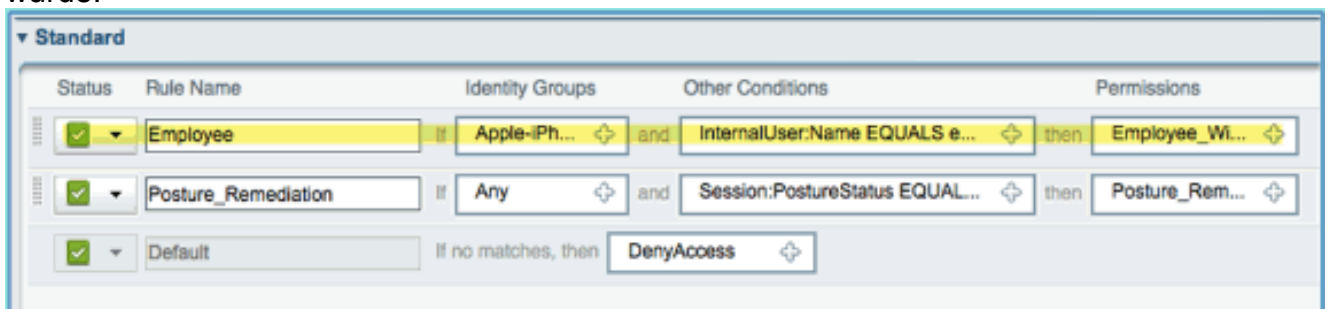 Standard
Status Rule Name Identity Groups Other Conditions Permissions
Employee If Apple-iPh... and InternalUser:Name EQUALS e... then Employee_Wi...
Posture_Remediation If Any and Session:PostureStatus EQUAL... then Posture_Rem...
Default If no matches, then DenyAccess